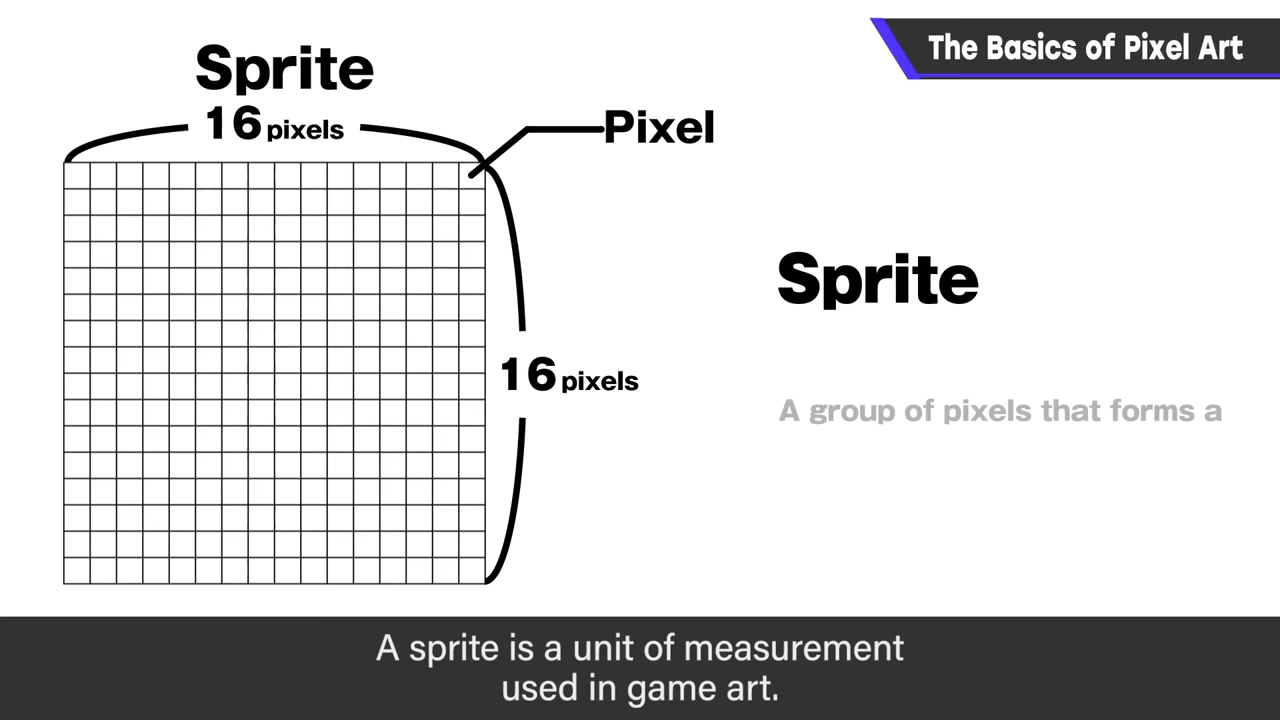 The Basics of Pixel Art
Sprite
16 pixels
Pixel
16 pixels
Sprite
A group of pixels that forms a
A sprite is a unit of measurement
used in game art.